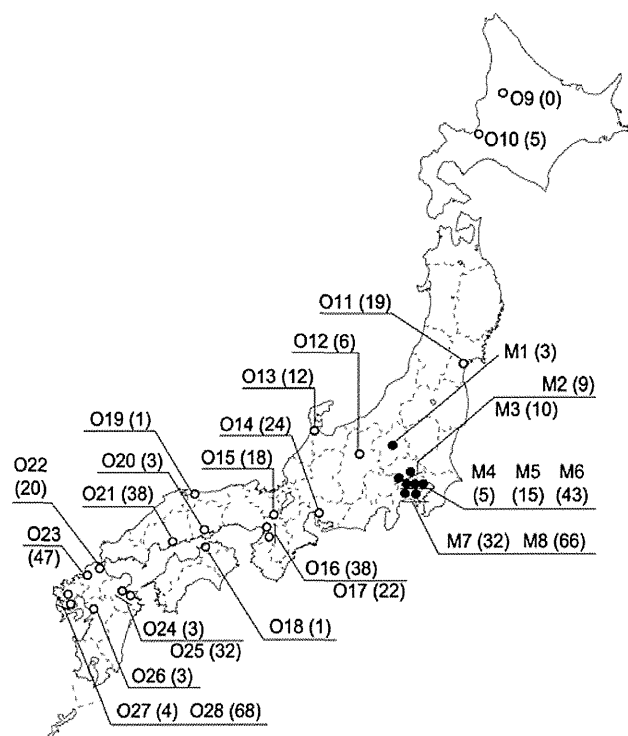 O9 (0)
O10 (5)
O11 (19)
O12 (6)
M1 (3)
O13 (12)
M2 (9)
M3 (10)
O19 (1)
O14 (24)
O20 (3)
O15 (18)
O22
(20)
M4 M5 M6
(5) (15) (43)
O21 (38)
O23
(47)
M7 (32) M8 (66)
O16 (38)
O17 (22)
O24 (3)
O18 (1)
O25 (32)
O26 (3)
O27 (4) O28 (68)